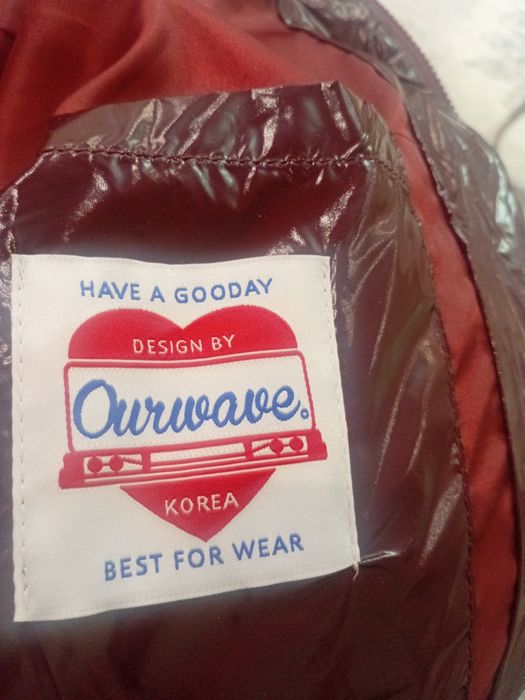 HAVE A GOODAY
DESIGN BY
Ourwave.
KOREA
BEST FOR WEAR